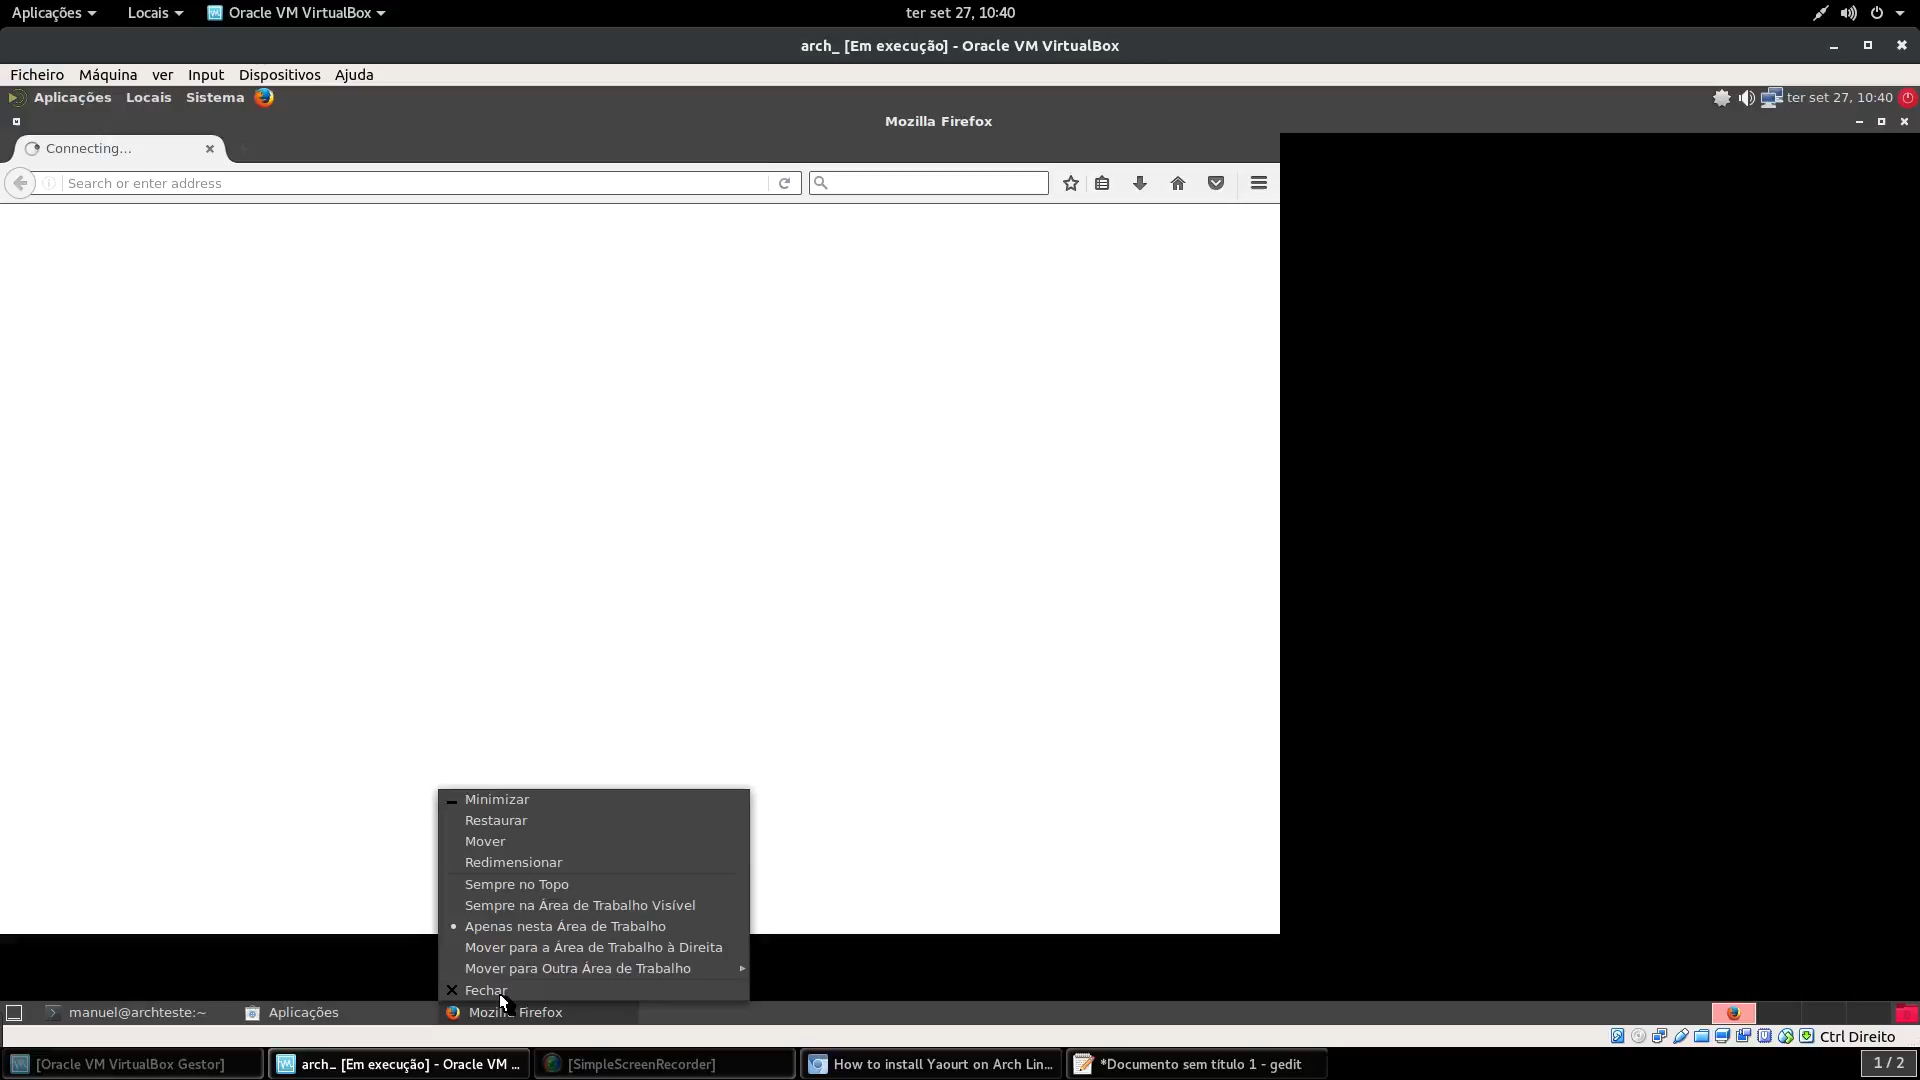 Aplicações Locais Oracle VM VirtualBox ter set 27, 10:40
arch_ [Em execução] - Oracle VM VirtualBox
Ficheiro Máquina ver Input Dispositivos Ajuda
Aplicações Locais Sistema ter set 27, 10:40
Mozilla Firefox
Connecting...
Search or enter address
Minimizar
Restaurar
Mover
Redimensionar
Sempre no Topo
Sempre na Área de Trabalho Visível
Apenas nesta Área de Trabalho
Mover para a Área de Trabalho à Direita
Mover para Outra Área de Trabalho
Fechar
manuel@archteste:~ Aplicações Mozilla Firefox
Ctrl Direito
[Oracle VM VirtualBox Gestor] arch_ [Em execução] - Oracle VM ... [SimpleScreenRecorder] How to install Yaourt on Arch Lin... *Documento sem título 1 - gedit 1 / 2